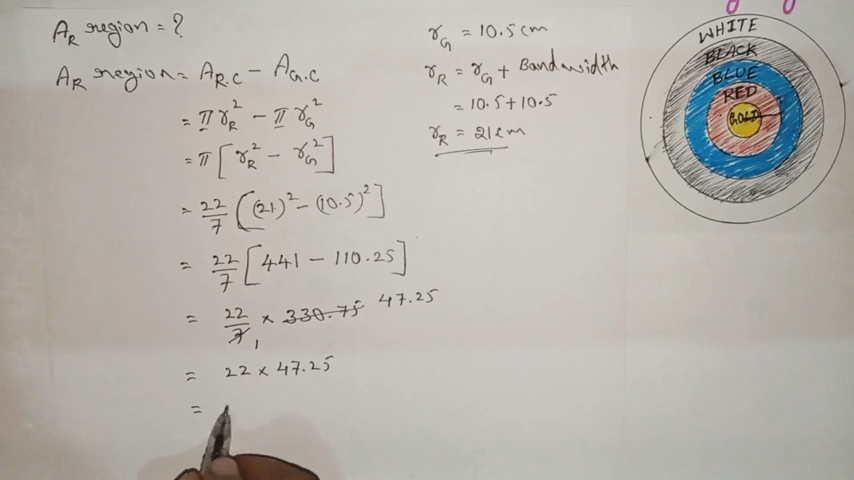 A_R region = ?
A_R region = A_R.C − A_G.C
= π r_R² − π r_G²
= π [r_R² − r_G²]
= 22/7 [(21)² − (10.5)²]
= 22/7 [441 − 110.25]
= 22/7 × 330.75 47.25
1
= 22 × 47.25
=
r_G = 10.5 cm
r_R = r_G + Bandwidth
= 10.5 + 10.5
r_R = 21 cm
WHITE
BLACK
BLUE
RED
GOLD